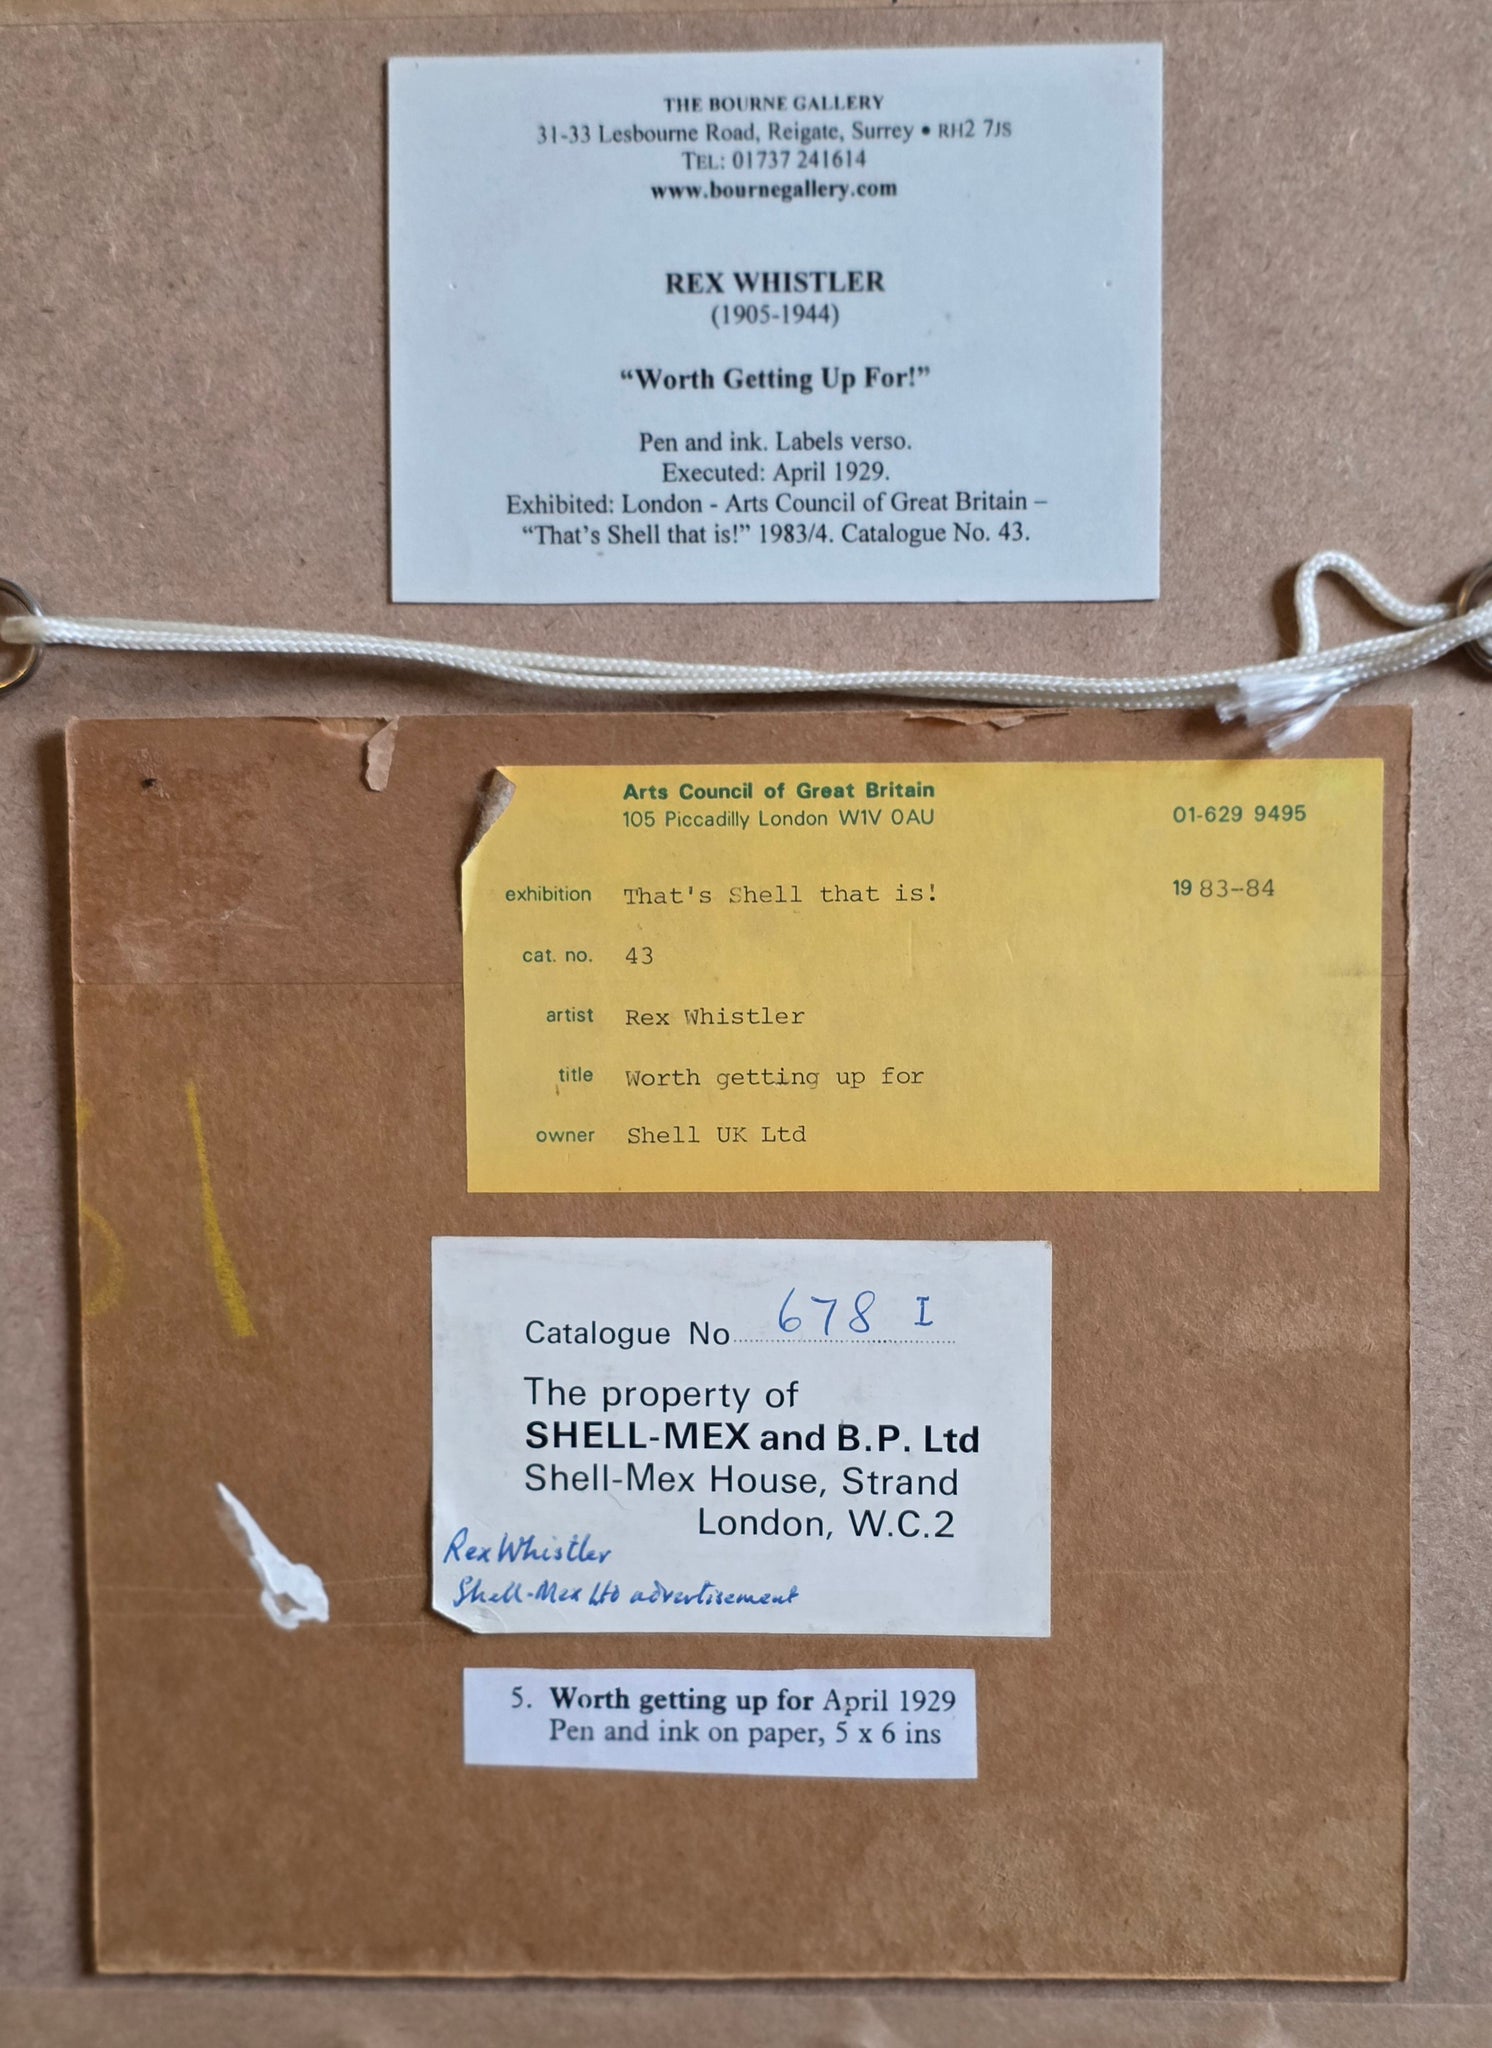 THE BOURNE GALLERY
31-33 Lesbourne Road, Reigate, Surrey • RH2 7JS
TEL: 01737 241614
www.bournegallery.com
REX WHISTLER
(1905-1944)
“Worth Getting Up For!”
Pen and ink. Labels verso.
Executed: April 1929.
Exhibited: London - Arts Council of Great Britain –
“That’s Shell that is!” 1983/4. Catalogue No. 43.
Arts Council of Great Britain
105 Piccadilly London W1V 0AU 01-629 9495
exhibition That's Shell that is! 1983-84
cat. no. 43
artist Rex Whistler
title Worth getting up for
owner Shell UK Ltd
Catalogue No 678 I
The property of
SHELL-MEX and B.P. Ltd
Shell-Mex House, Strand
London, W.C.2
Rex Whistler
Shell-Mex Ltd advertisement
5. Worth getting up for April 1929
Pen and ink on paper, 5 x 6 ins